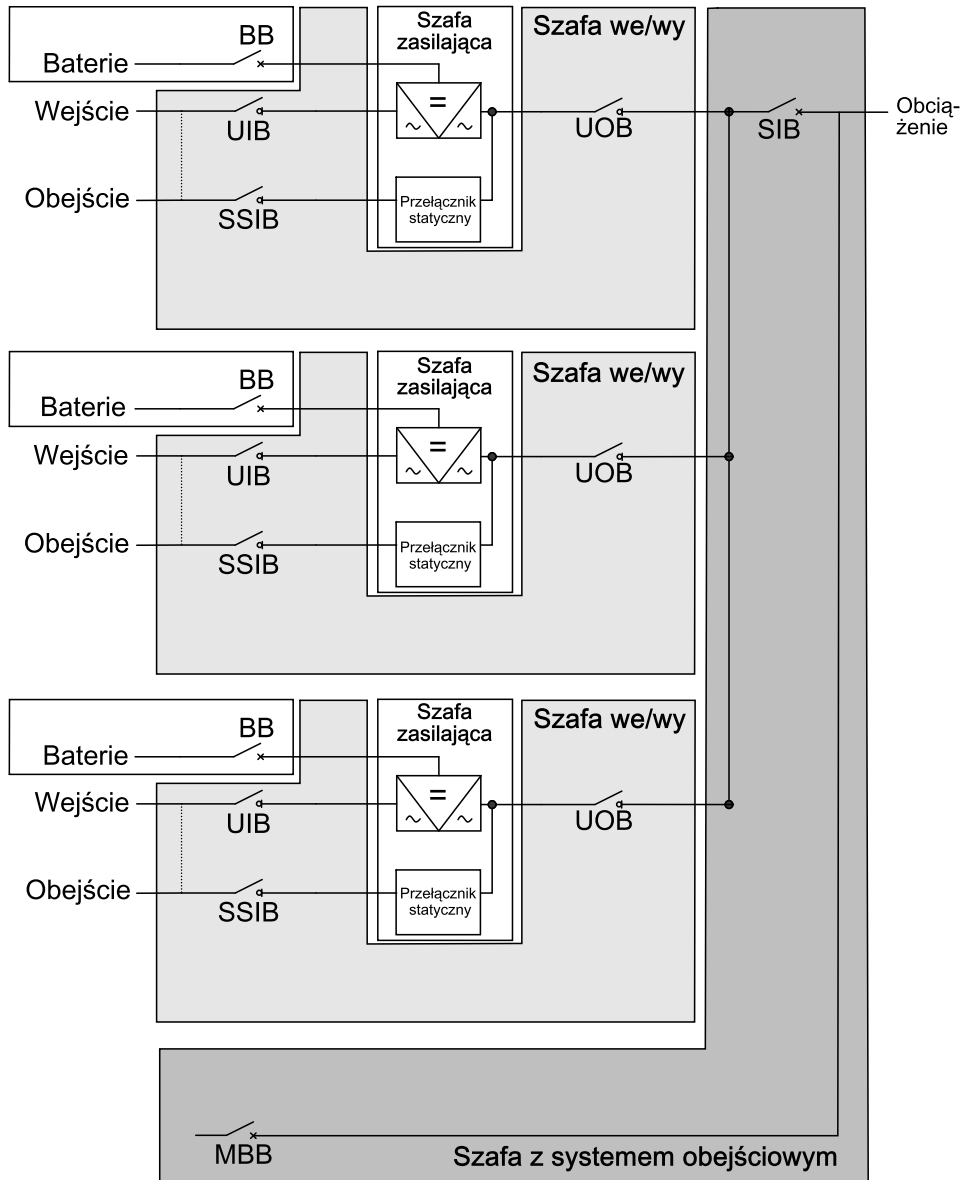 BB
Szafa
zasilająca
Szafa we/wy
Baterie
Wejście
UIB
=
~ ~
UOB
SIB
Obcią-
żenie
Obejście
SSIB
Przełącznik
statyczny
BB
Szafa
zasilająca
Szafa we/wy
Baterie
Wejście
UIB
=
~ ~
UOB
Obejście
SSIB
Przełącznik
statyczny
BB
Szafa
zasilająca
Szafa we/wy
Baterie
Wejście
UIB
=
~ ~
UOB
Obejście
SSIB
Przełącznik
statyczny
MBB
Szafa z systemem obejściowym